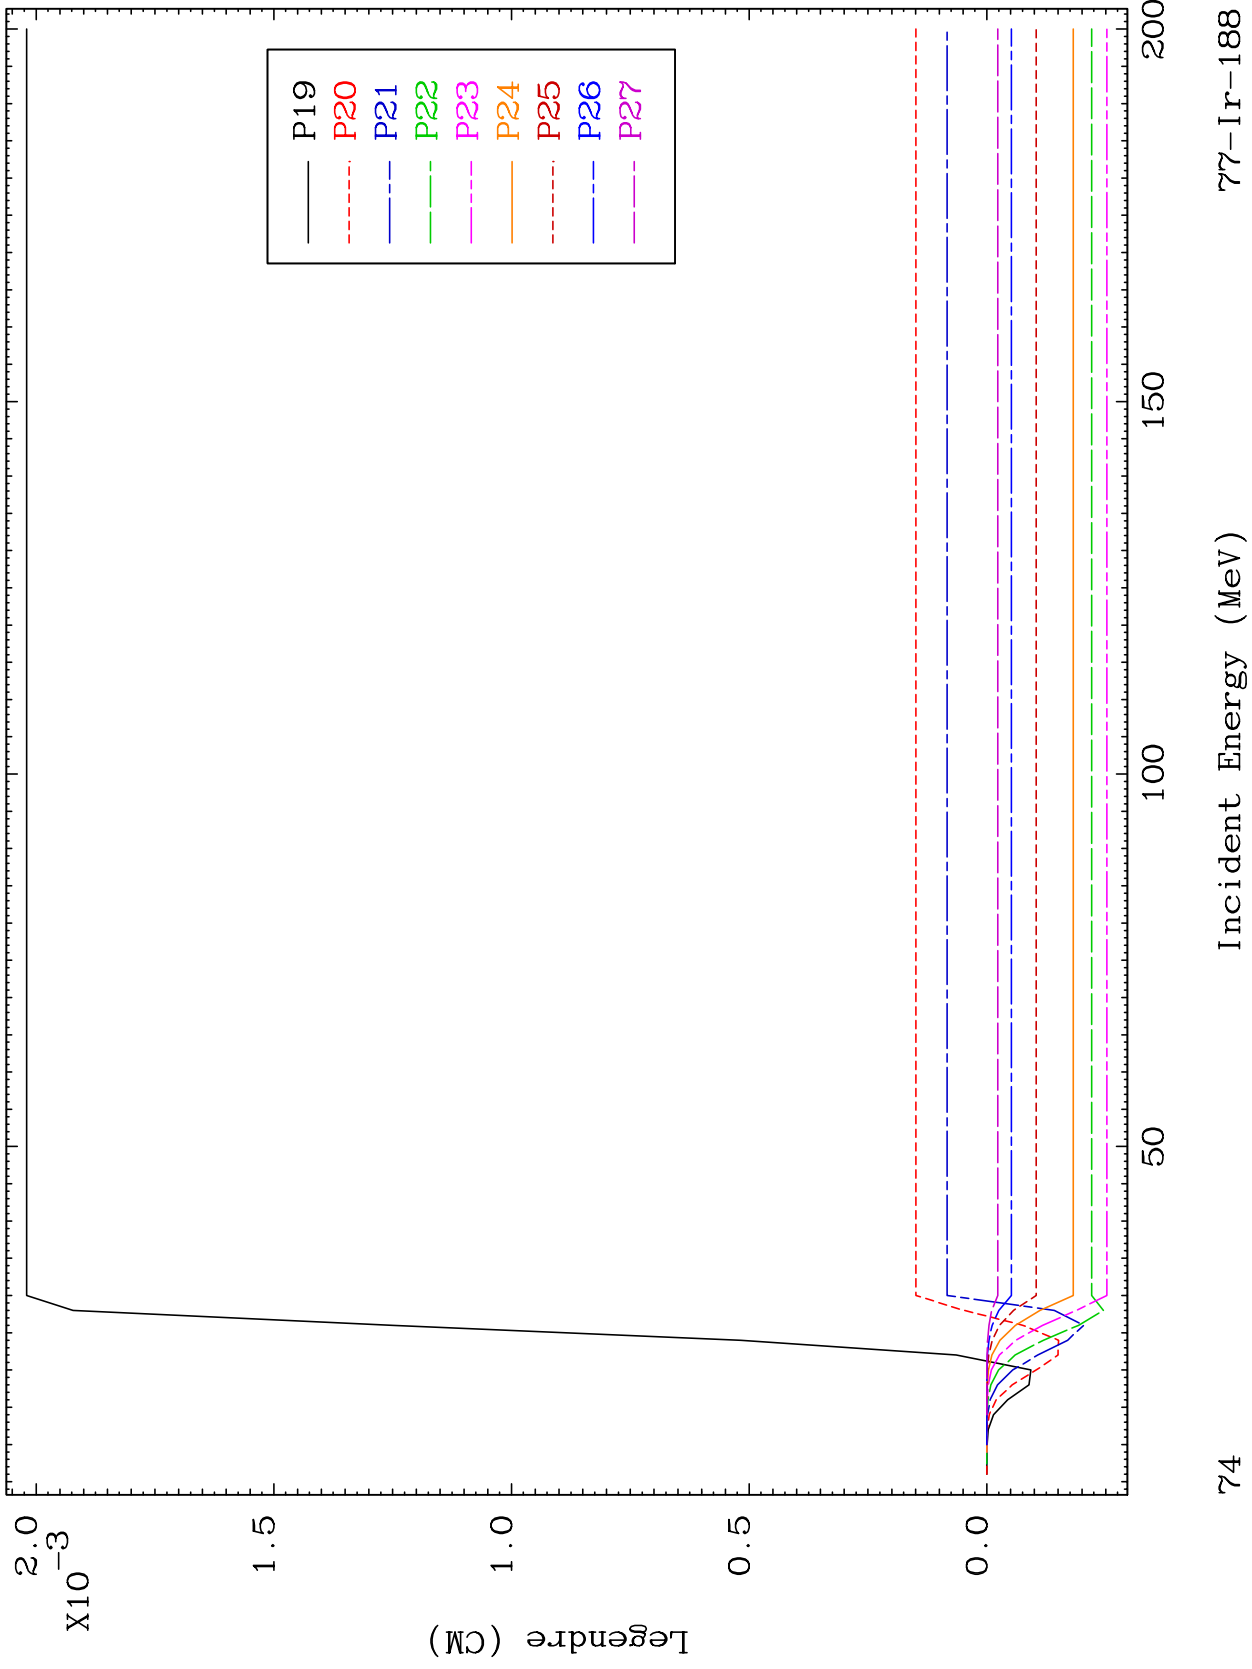 2.0
X10
-3
1.5
1.0
0.5
0.0
Legendre (CM)
P19
P20
P21
P22
P23
P24
P25
P26
P27
50
100
150
200
Incident Energy (MeV)
74
77-Ir-188